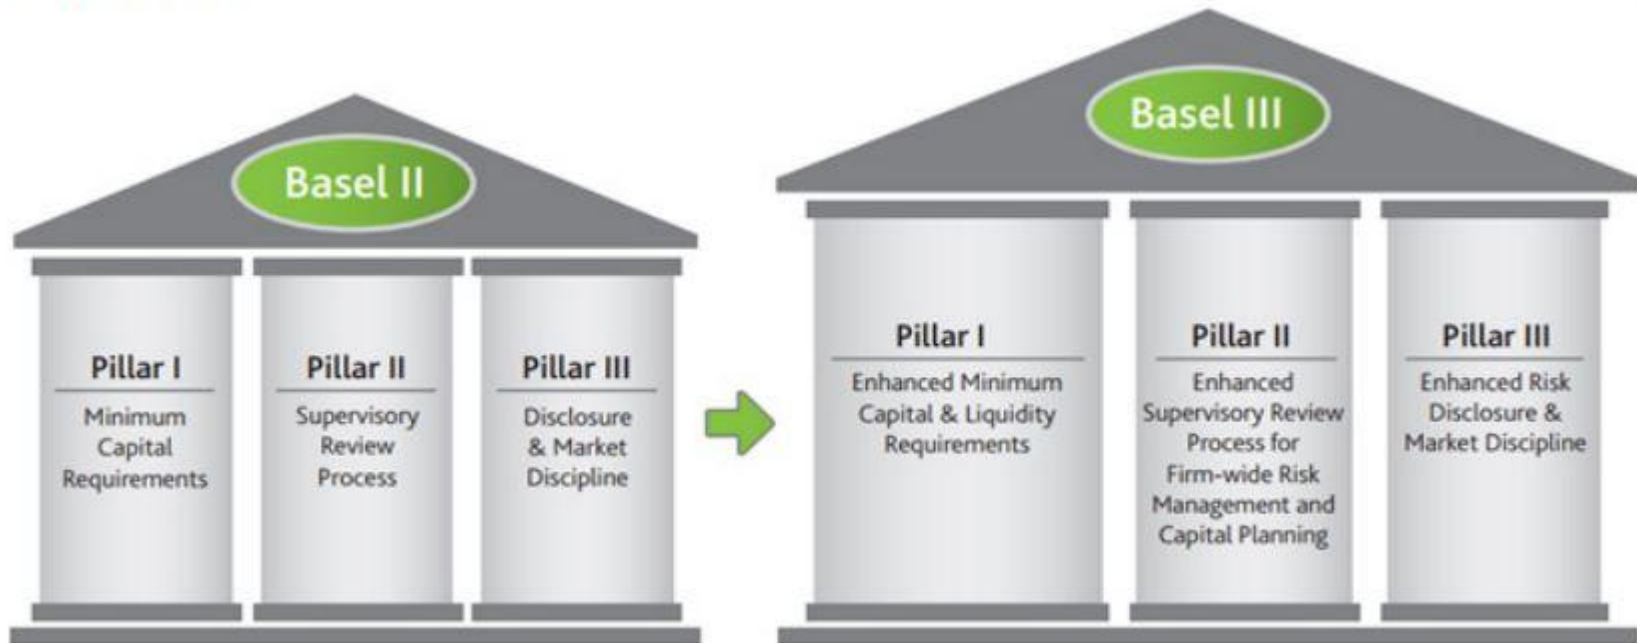 Basel II
Pillar I
Minimum
Capital
Requirements
Pillar II
Supervisory
Review
Process
Pillar III
Disclosure
& Market
Discipline
Basel III
Pillar I
Enhanced Minimum
Capital & Liquidity
Requirements
Pillar II
Enhanced
Supervisory Review
Process for
Firm-wide Risk
Management and
Capital Planning
Pillar III
Enhanced Risk
Disclosure &
Market Discipline